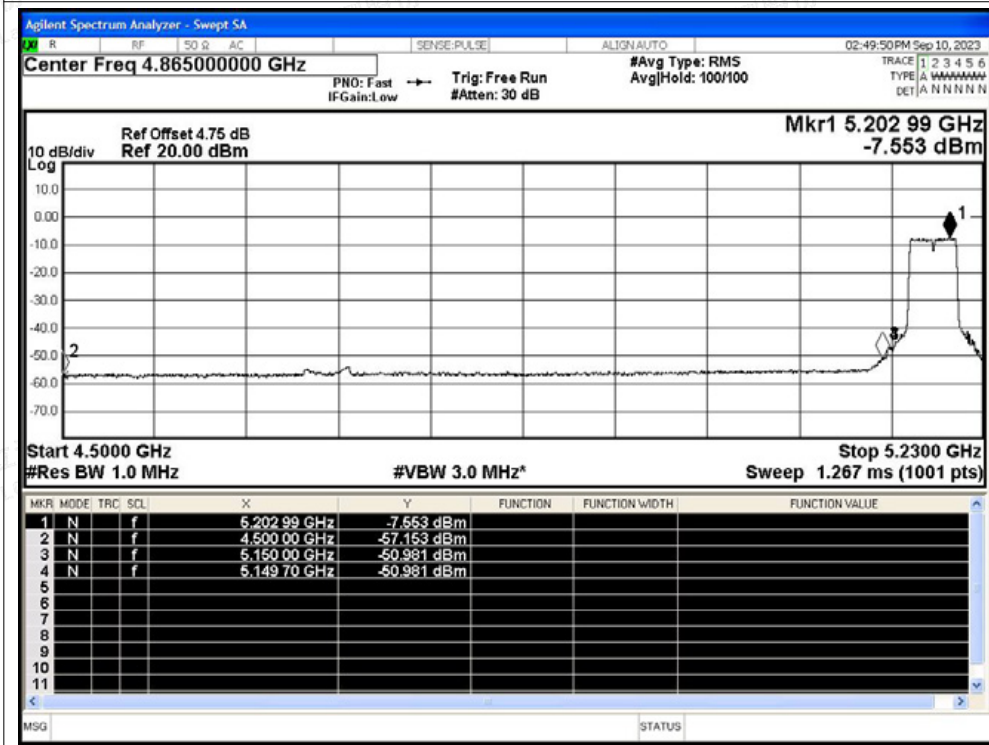 Agilent Spectrum Analyzer - Swept SA
LXI R RF 50 Ω AC SENSE:PULSE ALIGNAUTO 02:49:50PM Sep 10, 2023
Center Freq 4.865000000 GHz #Avg Type: RMS TRACE 1 2 3 4 5 6
PNO: Fast Trig: Free Run Avg|Hold: 100/100 TYPE A WWWWW
IFGain:Low #Atten: 30 dB DET A N N N N N
Ref Offset 4.75 dB Mkr1 5.202 99 GHz
10 dB/div Ref 20.00 dBm -7.553 dBm
Log
10.0
0.00
1
-10.0
-20.0
-30.0
-40.0
3
-50.0
2
-60.0
-70.0
Start 4.5000 GHz Stop 5.2300 GHz
#Res BW 1.0 MHz #VBW 3.0 MHz* Sweep 1.267 ms (1001 pts)
MKR MODE TRC SCL X Y FUNCTION FUNCTION WIDTH FUNCTION VALUE
1 N f 5.202 99 GHz -7.553 dBm
2 N f 4.500 00 GHz -57.153 dBm
3 N f 5.150 00 GHz -50.981 dBm
4 N f 5.149 70 GHz -50.981 dBm
5
6
7
8
9
10
11
MSG STATUS